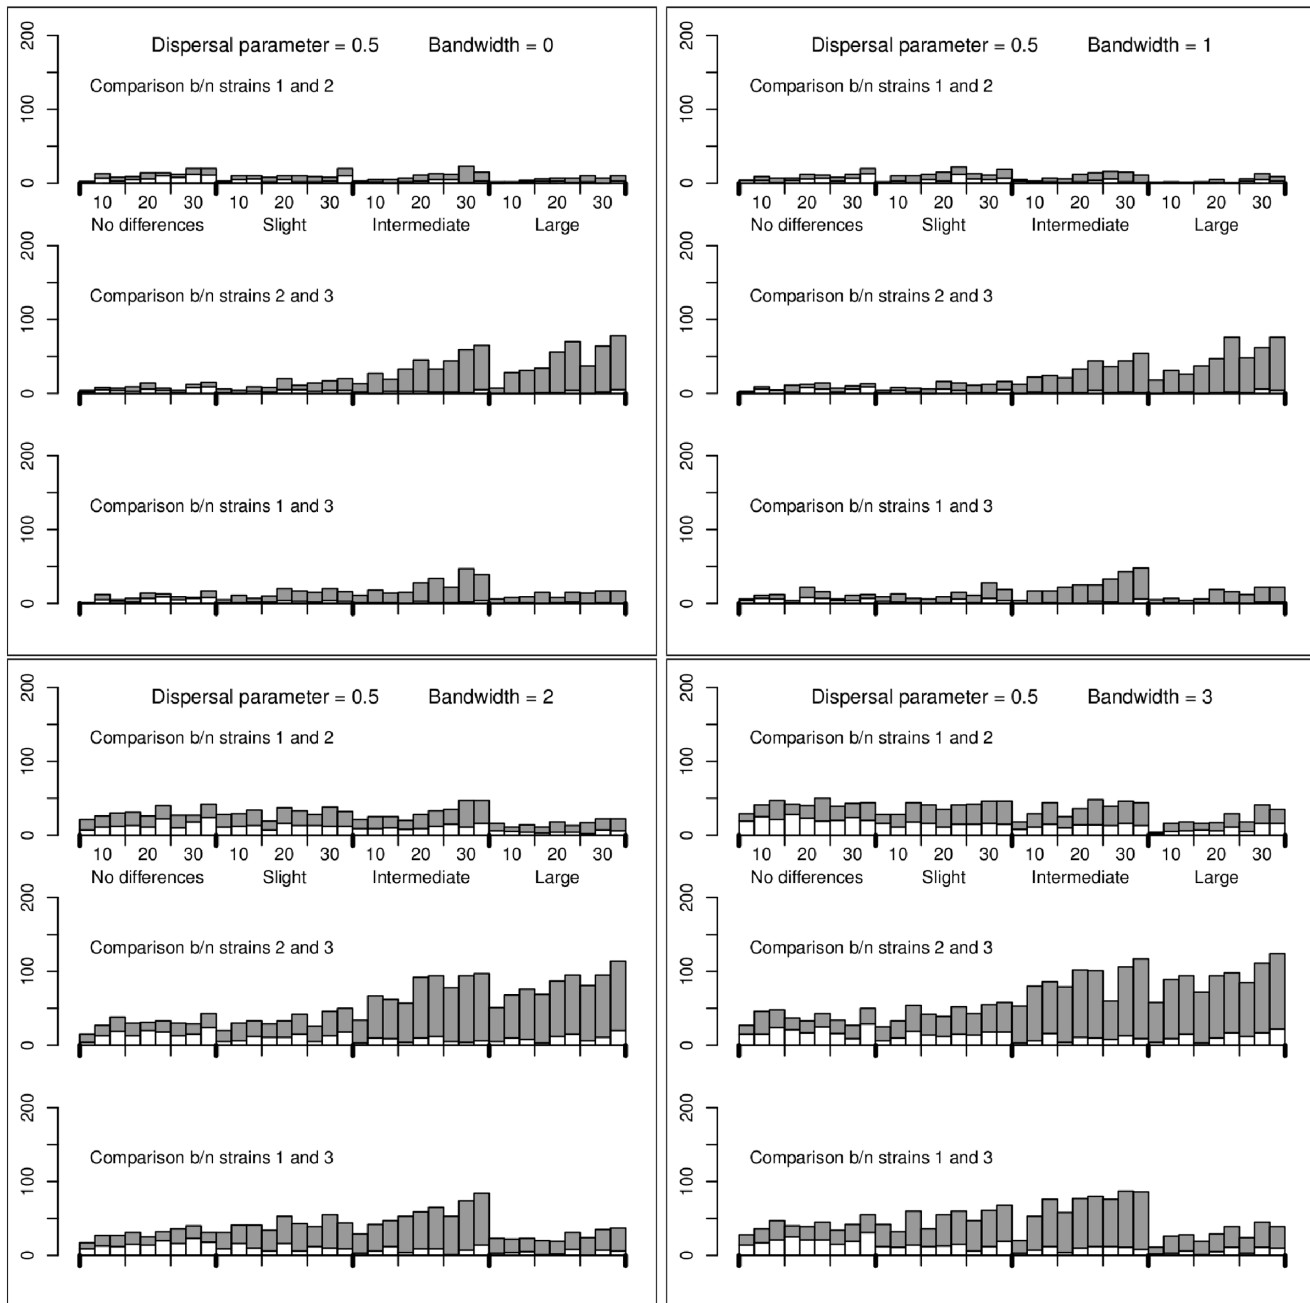 Dispersal parameter = 0.5 Bandwidth = 0
Comparison b/n strains 1 and 2
200
100
0
10 20 30 10 20 30 10 20 30 10 20 30
No differences Slight Intermediate Large
Comparison b/n strains 2 and 3
200
100
0
Comparison b/n strains 1 and 3
200
100
0
Dispersal parameter = 0.5 Bandwidth = 1
Comparison b/n strains 1 and 2
200
100
0
10 20 30 10 20 30 10 20 30 10 20 30
No differences Slight Intermediate Large
Comparison b/n strains 2 and 3
200
100
0
Comparison b/n strains 1 and 3
200
100
0
Dispersal parameter = 0.5 Bandwidth = 2
Comparison b/n strains 1 and 2
200
100
0
10 20 30 10 20 30 10 20 30 10 20 30
No differences Slight Intermediate Large
Comparison b/n strains 2 and 3
200
100
0
Comparison b/n strains 1 and 3
200
100
0
Dispersal parameter = 0.5 Bandwidth = 3
Comparison b/n strains 1 and 2
200
100
0
10 20 30 10 20 30 10 20 30 10 20 30
No differences Slight Intermediate Large
Comparison b/n strains 2 and 3
200
100
0
Comparison b/n strains 1 and 3
200
100
0